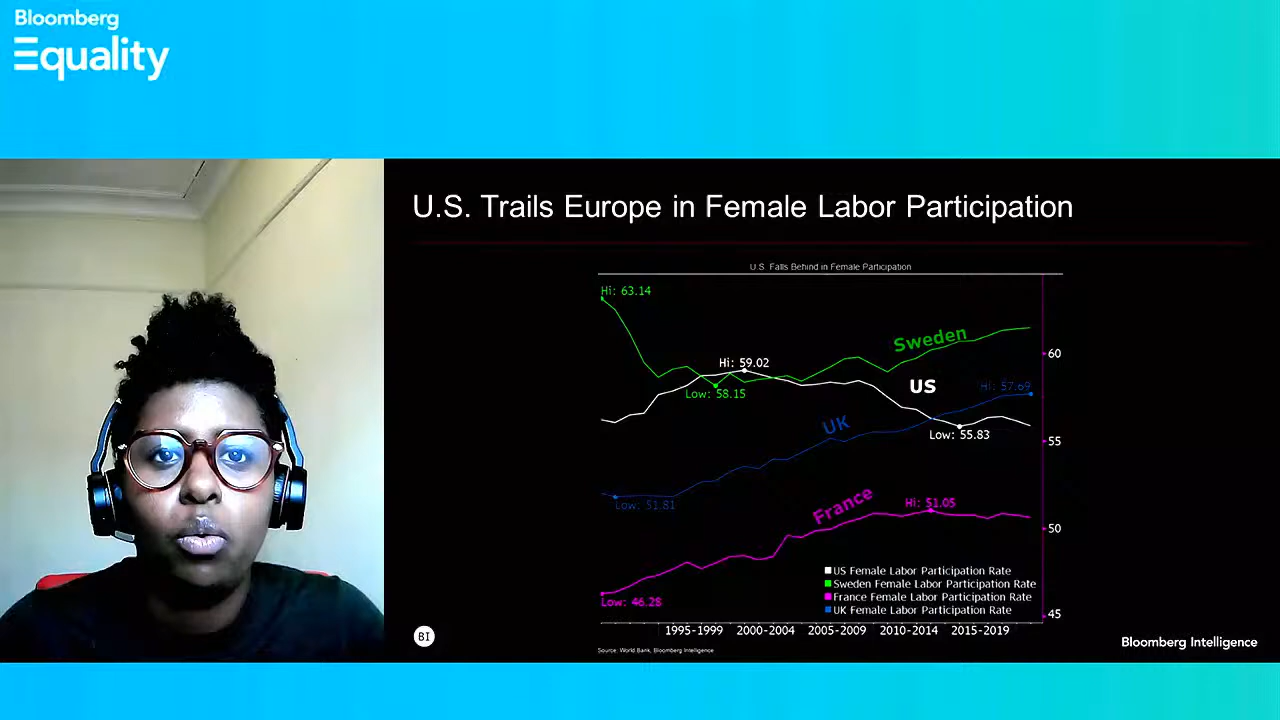 Bloomberg
Equality
U.S. Trails Europe in Female Labor Participation
U.S. Falls Behind in Female Participation
Hi: 63.14
Sweden
Hi: 59.02
60
US
Hi: 57.69
Low: 58.15
UK
Low: 55.83
55
France
Hi: 51.05
Low: 51.81
50
US Female Labor Participation Rate
Sweden Female Labor Participation Rate
France Female Labor Participation Rate
Low: 46.28
UK Female Labor Participation Rate
45
1995-1999 2000-2004 2005-2009 2010-2014 2015-2019
BI
Bloomberg Intelligence
Source: World Bank, Bloomberg Intelligence